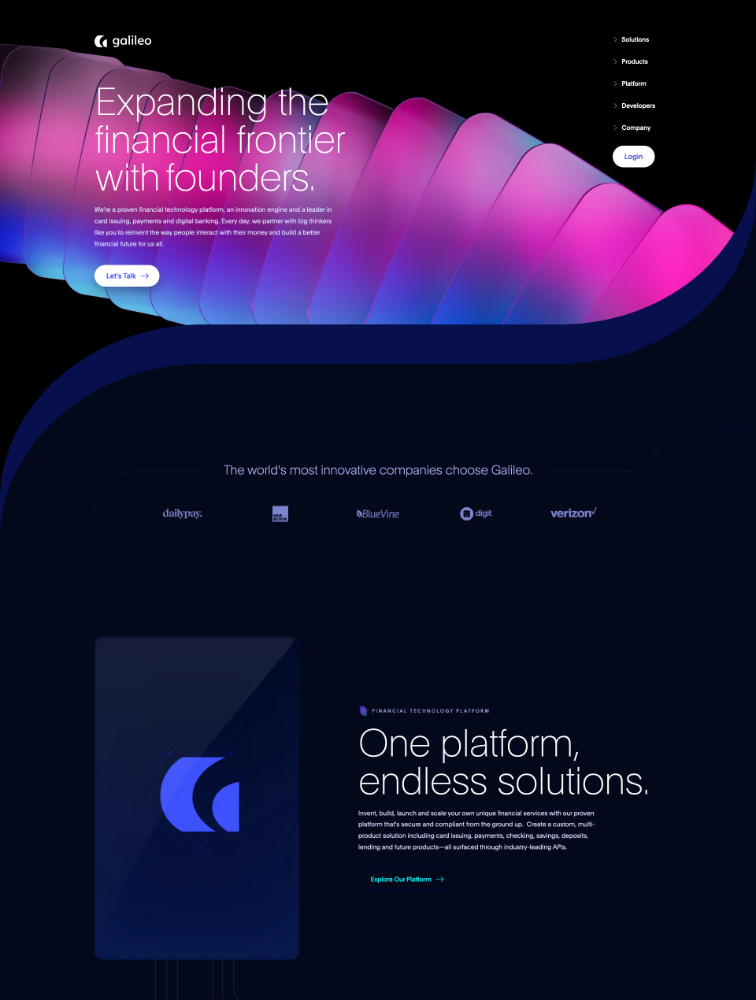 galileo
Solutions
Products
Platform
Developers
Company
Login
Expanding the
financial frontier
with founders.
We're a proven financial technology platform, an innovation engine and a leader in
card issuing, payments and digital banking. Every day, we partner with big thinkers
like you to reinvent the way people interact with their money and build a better
financial future for us all.
Let's Talk
The world's most innovative companies choose Galileo.
dailypay.
BlueVine
digit
verizon
FINANCIAL TECHNOLOGY PLATFORM
One platform,
endless solutions.
Invent, build, launch and scale your own unique financial services with our proven
platform that's secure and compliant from the ground up. Create a custom, multi-
product solution including card issuing, payments, checking, savings, deposits,
lending and future products—all surfaced through industry-leading APIs.
Explore Our Platform